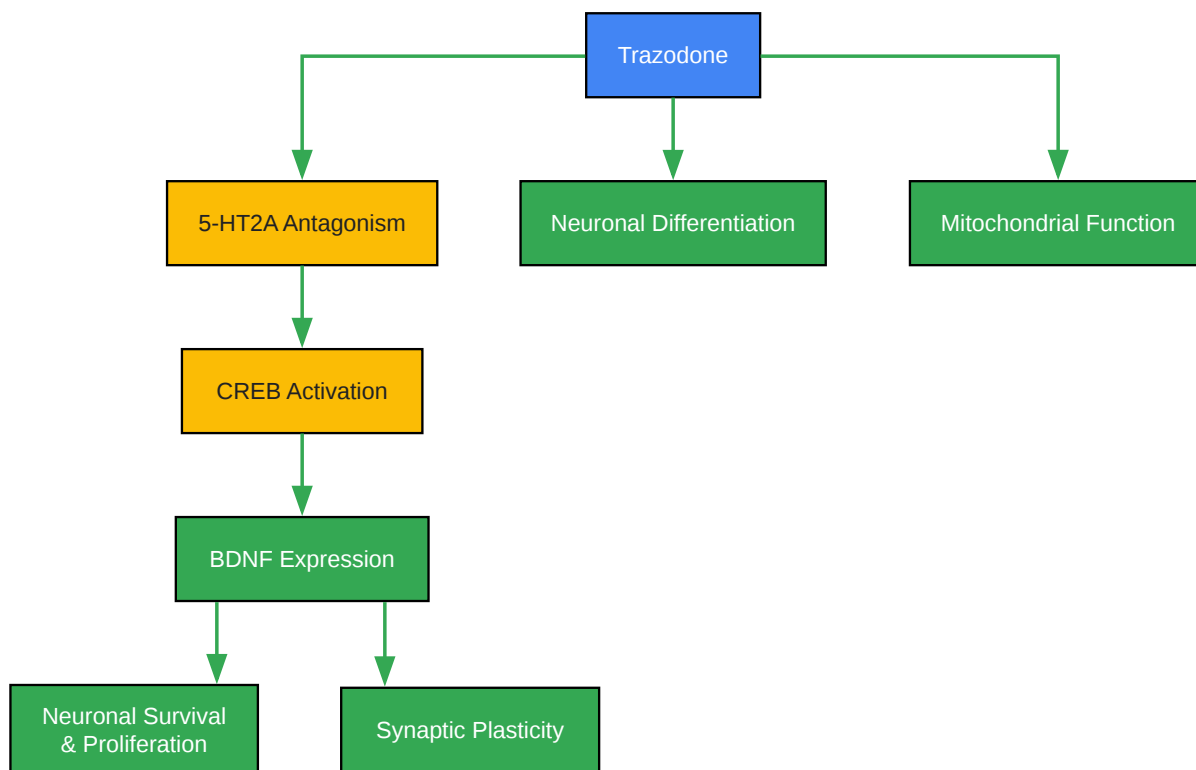 Trazodone
5-HT2A Antagonism
Neuronal Differentiation
Mitochondrial Function
CREB Activation
BDNF Expression
Neuronal Survival
& Proliferation
Synaptic Plasticity